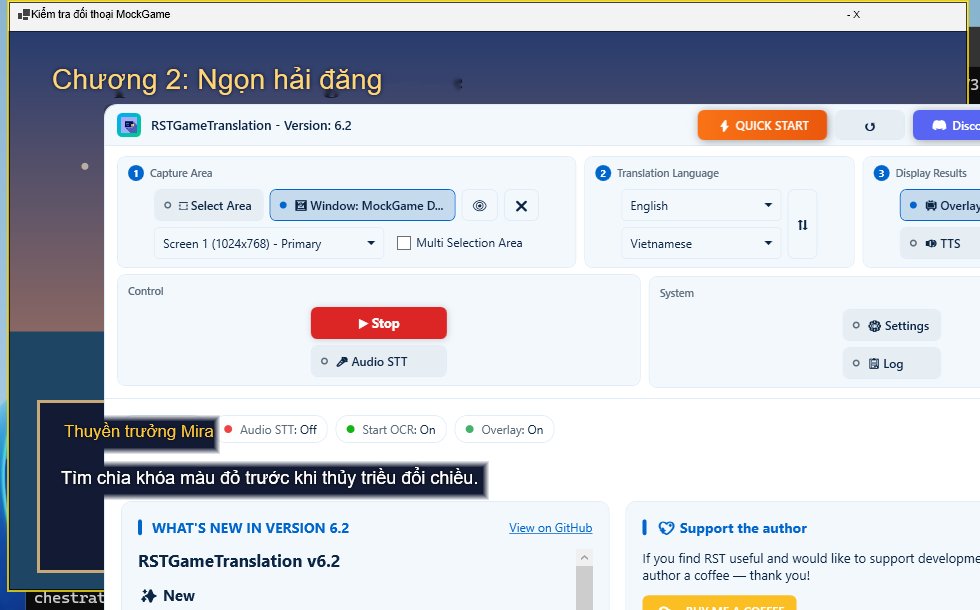 Kiểm tra đối thoại MockGame - X
Chương 2: Ngọn hải đăng
RSTGameTranslation - Version: 6.2
QUICK START
1 Capture Area
Select Area
Window: MockGame D...
Screen 1 (1024x768) - Primary
Multi Selection Area
2 Translation Language
English
Vietnamese
3 Display Results
Overlay
TTS
Control
Stop
Audio STT
System
Settings
Log
Thuyền trưởng Mira
Audio STT: Off
Start OCR: On
Overlay: On
Tìm chìa khóa màu đỏ trước khi thủy triều đổi chiều.
WHAT'S NEW IN VERSION 6.2
View on GitHub
RSTGameTranslation v6.2
New
Support the author
If you find RST useful and would like to support
author a coffee — thank you!
chestrat